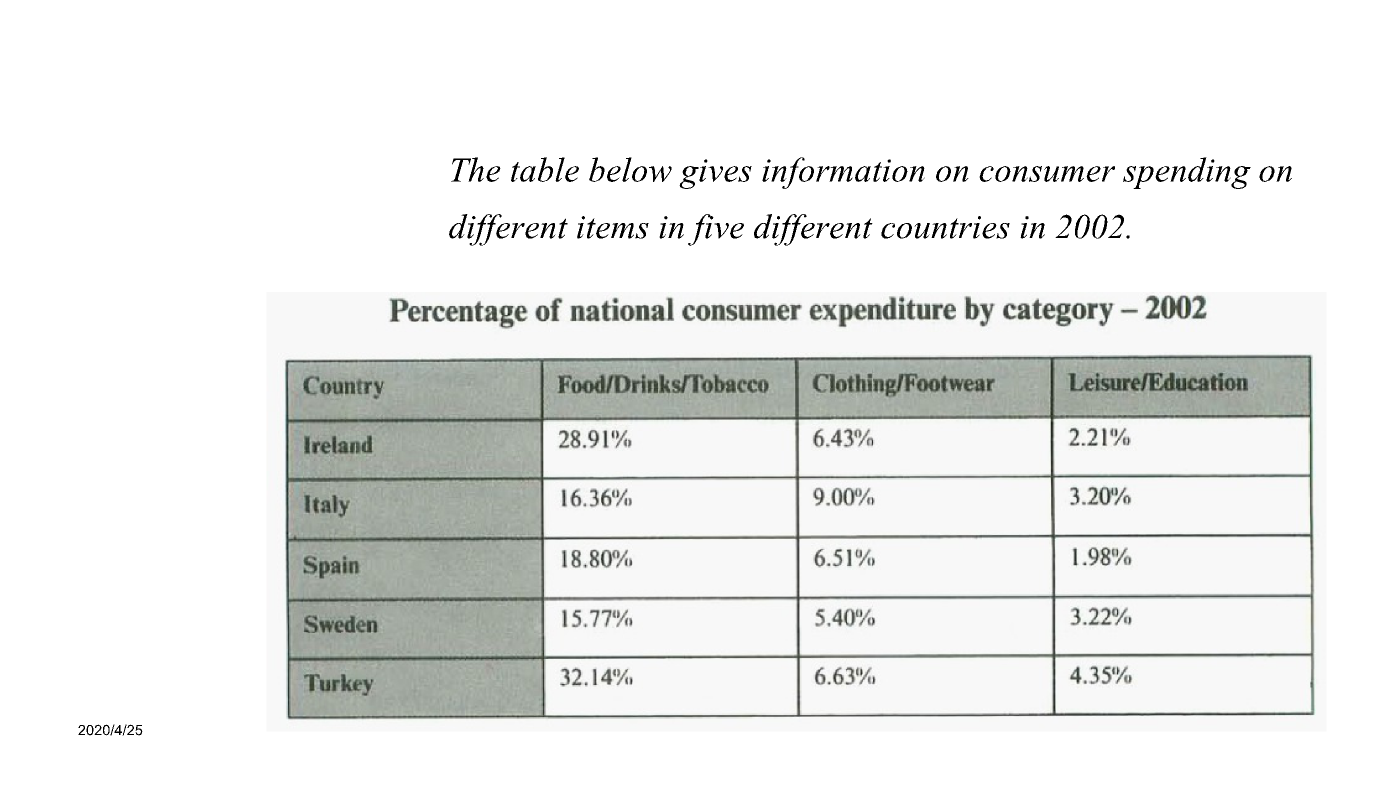 The table below gives information on consumer spending on
different items in five different countries in 2002.
Percentage of national consumer expenditure by category – 2002
Country Food/Drinks/Tobacco Clothing/Footwear Leisure/Education
Ireland 28.91% 6.43% 2.21%
Italy 16.36% 9.00% 3.20%
Spain 18.80% 6.51% 1.98%
Sweden 15.77% 5.40% 3.22%
Turkey 32.14% 6.63% 4.35%
2020/4/25